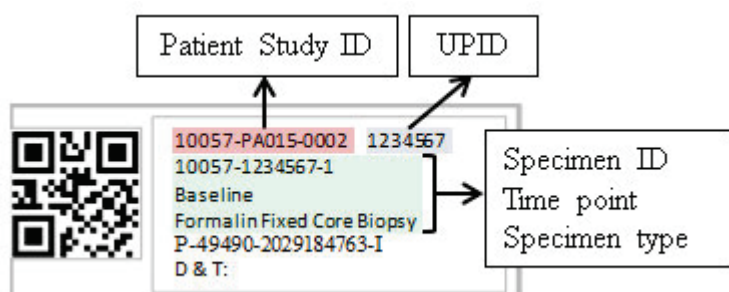 Patient Study ID
UPID
10057-PA015-0002 1234567
10057-1234567-1
Baseline
Formalin Fixed Core Biopsy
P-49490-2029184763-I
D & T:
Specimen ID
Time point
Specimen type